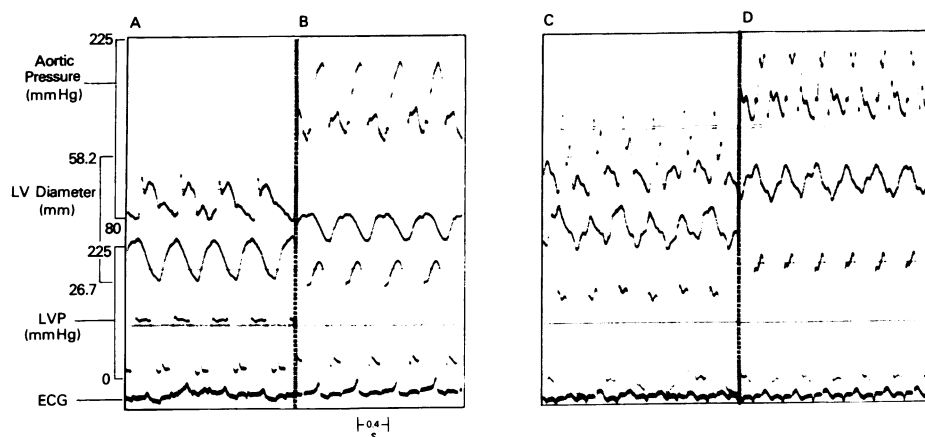 A
B
C
D
225
Aortic
Pressure
(mmHg)
58.2
LV Diameter
(mm)
80
225
26.7
LVP
(mmHg)
0
ECG
0.4
s